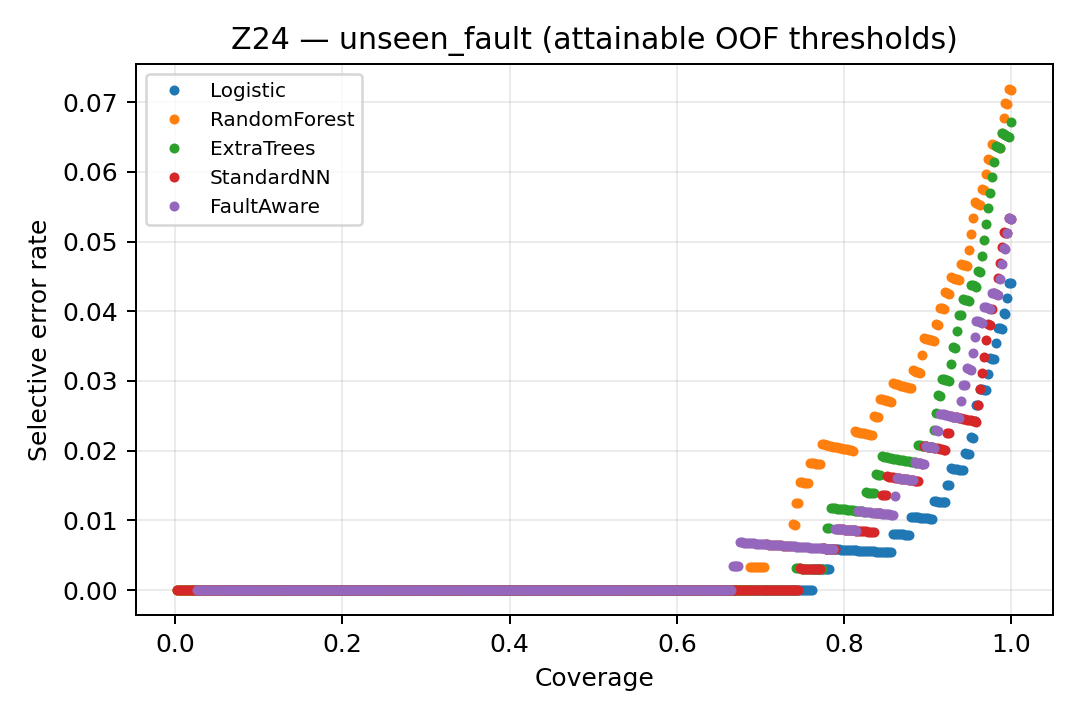 Z24 — unseen_fault (attainable OOF thresholds)
Logistic
RandomForest
ExtraTrees
StandardNN
FaultAware
Selective error rate
0.07
0.06
0.05
0.04
0.03
0.02
0.01
0.00
0.0 0.2 0.4 0.6 0.8 1.0
Coverage